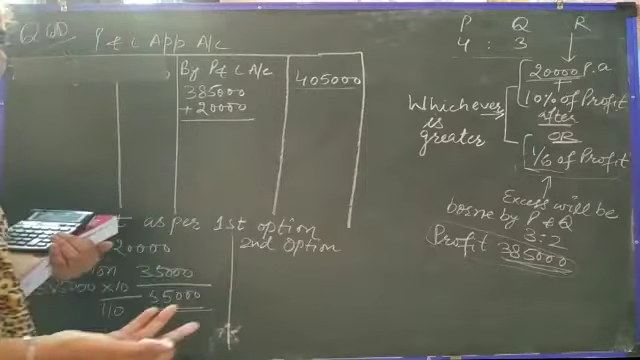 P & L App A/c
By P & L A/c
385000
+ 20000
405000
P Q R
4 : 3
20000 P.a
+
10% of Profit
after
OR
1/6 of Profit
Whichever
is
greater
Excess will be
borne by P & Q
3:2
Profit 385000
as per 1st option
20000
35000
x10
110
55000
2nd Option